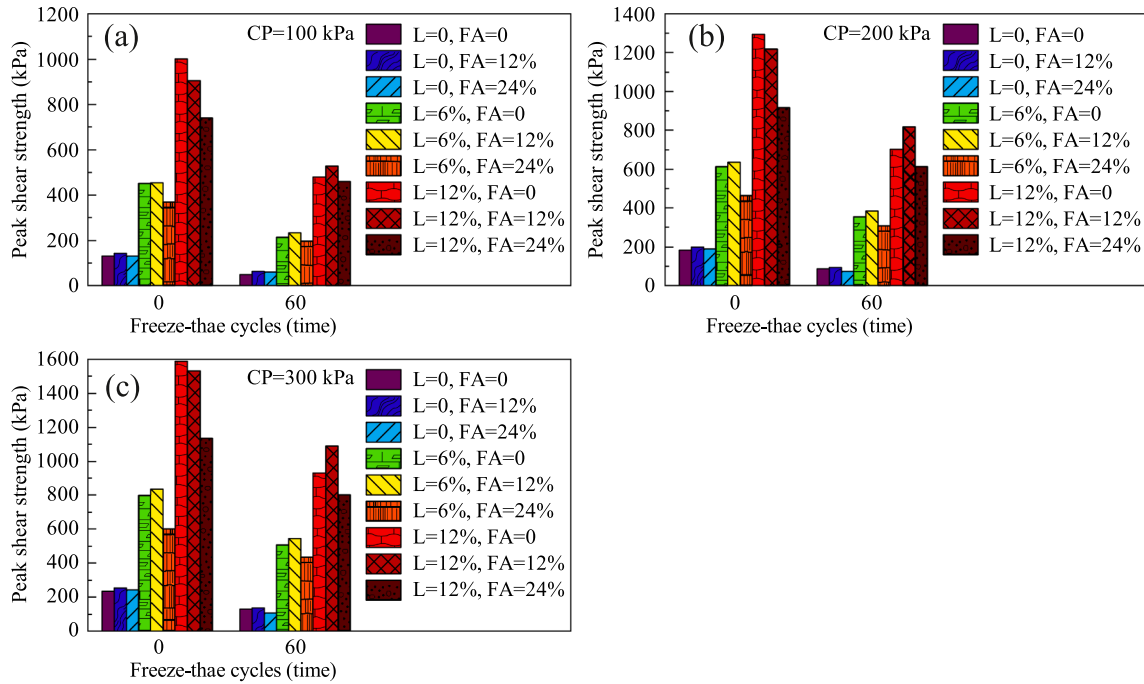 (a)
CP=100 kPa
Peak shear strength (kPa)
1200
1000
800
600
400
200
0
0
60
Freeze-thae cycles (time)
L=0, FA=0
L=0, FA=12%
L=0, FA=24%
L=6%, FA=0
L=6%, FA=12%
L=6%, FA=24%
L=12%, FA=0
L=12%, FA=12%
L=12%, FA=24%
(b)
CP=200 kPa
Peak shear strength (kPa)
1400
1200
1000
800
600
400
200
0
0
60
Freeze-thae cycles (time)
L=0, FA=0
L=0, FA=12%
L=0, FA=24%
L=6%, FA=0
L=6%, FA=12%
L=6%, FA=24%
L=12%, FA=0
L=12%, FA=12%
L=12%, FA=24%
(c)
CP=300 kPa
Peak shear strength (kPa)
1600
1400
1200
1000
800
600
400
200
0
0
60
Freeze-thae cycles (time)
L=0, FA=0
L=0, FA=12%
L=0, FA=24%
L=6%, FA=0
L=6%, FA=12%
L=6%, FA=24%
L=12%, FA=0
L=12%, FA=12%
L=12%, FA=24%